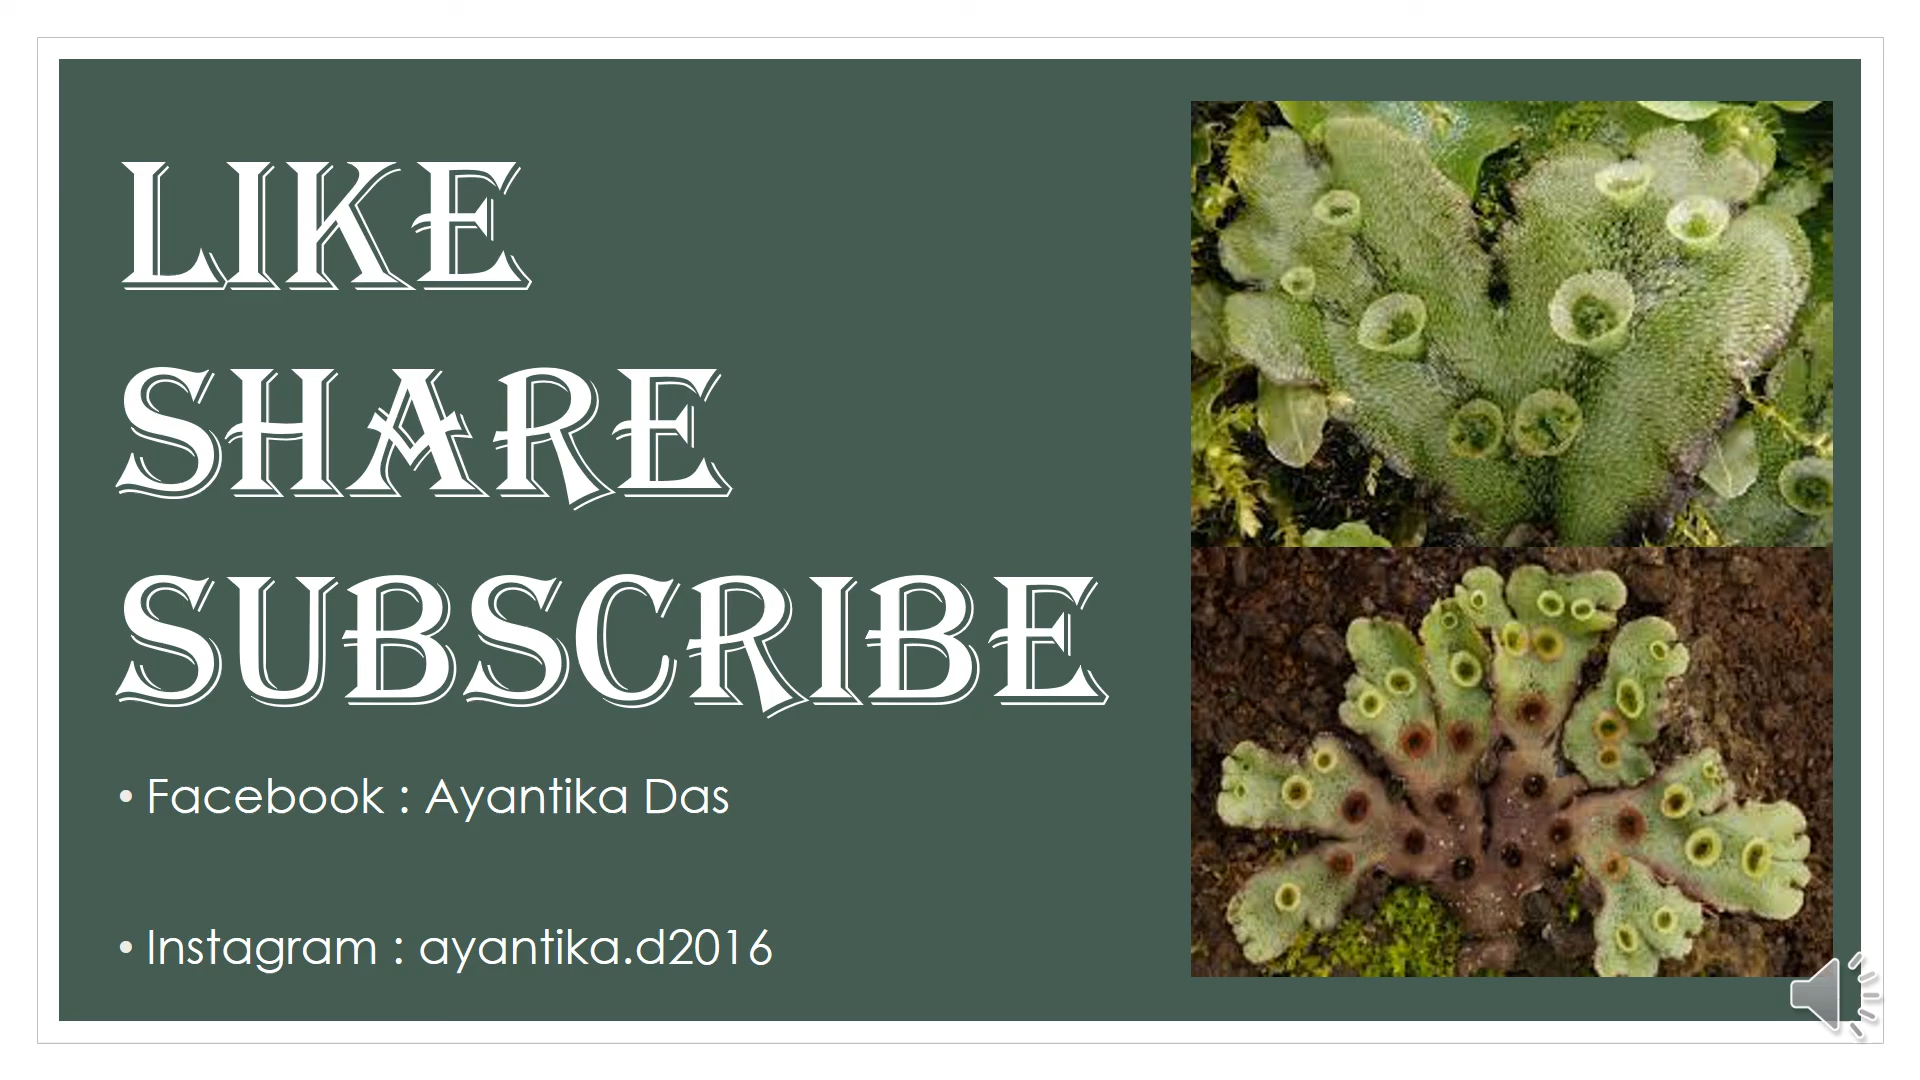 LIKE
SHARE
SUBSCRIBE
• Facebook : Ayantika Das
• Instagram : ayantika.d2016